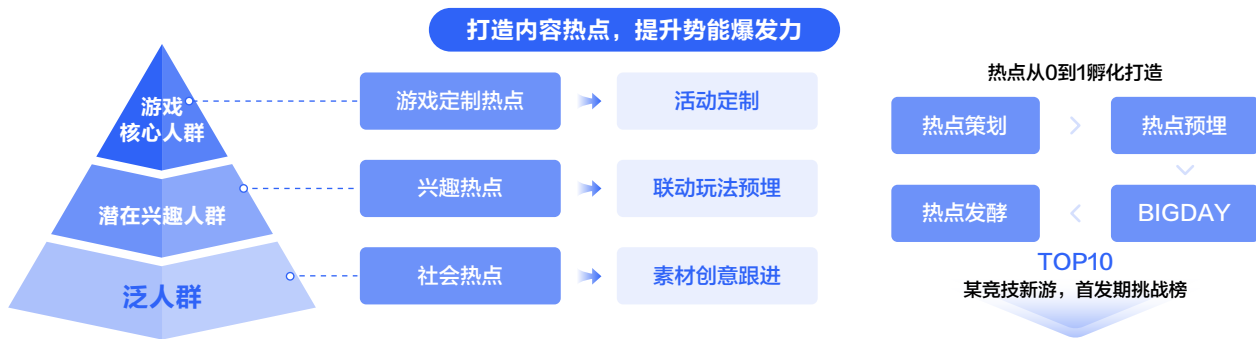 打造内容热点，提升势能爆发力
游戏
核心人群
潜在兴趣人群
泛人群
游戏定制热点
活动定制
兴趣热点
联动玩法预埋
社会热点
素材创意跟进
热点从0到1孵化打造
热点策划
热点预埋
热点发酵
BIGDAY
TOP10
某竞技新游，首发期挑战榜